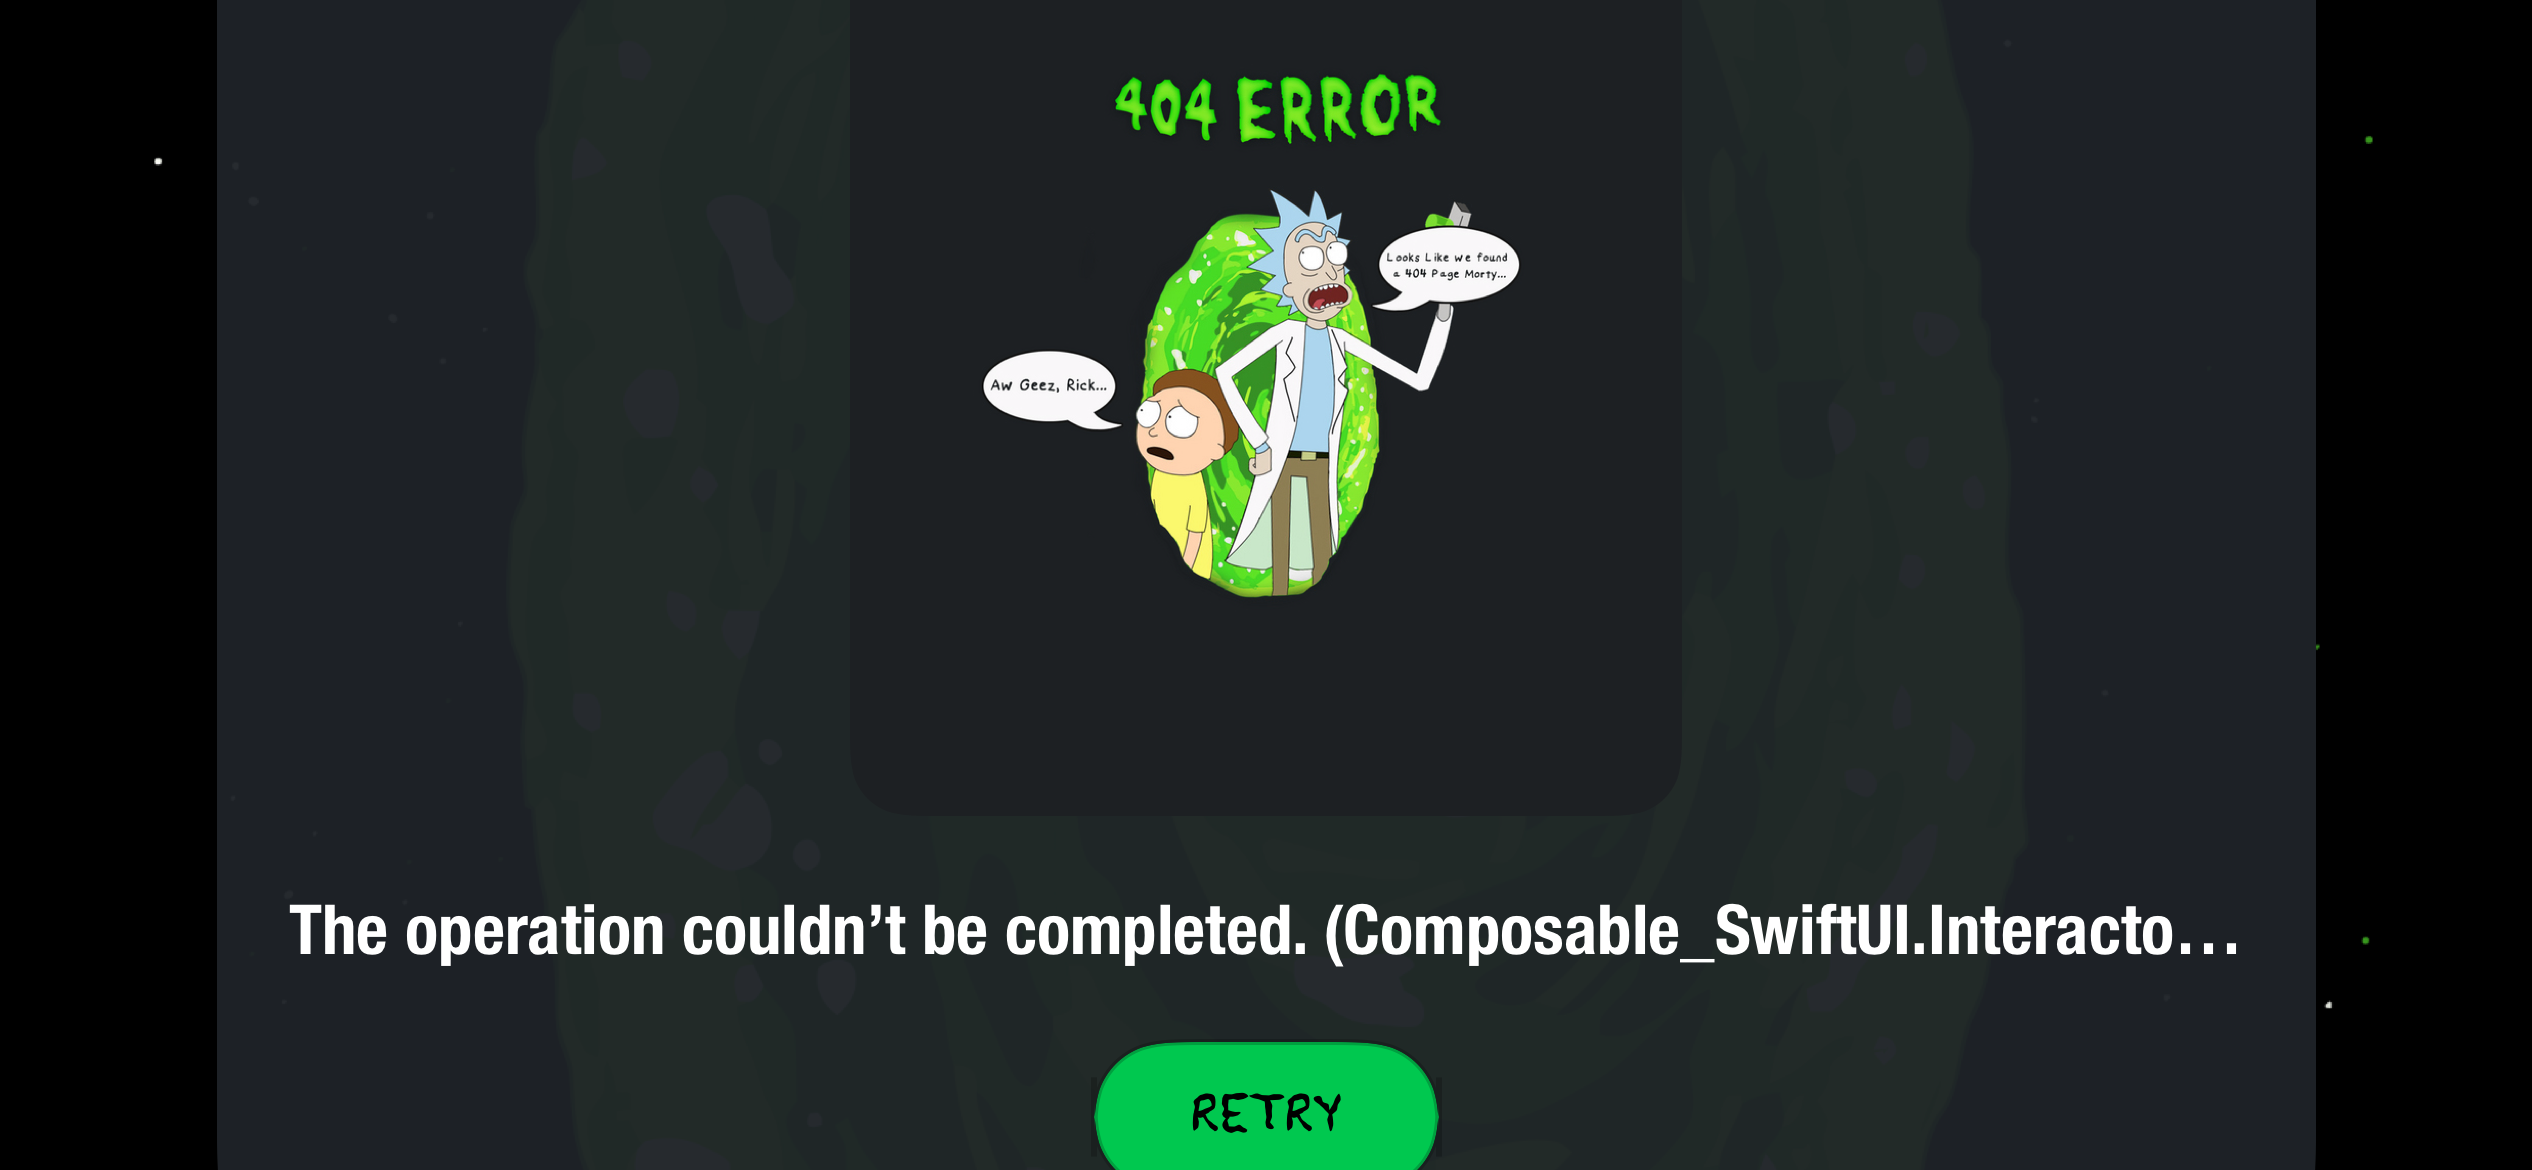 404 ERROR
Looks Like we found
a 404 Page Morty...
Aw Geez, Rick...
The operation couldn’t be completed. (Composable_SwiftUI.Interacto…
RETRY